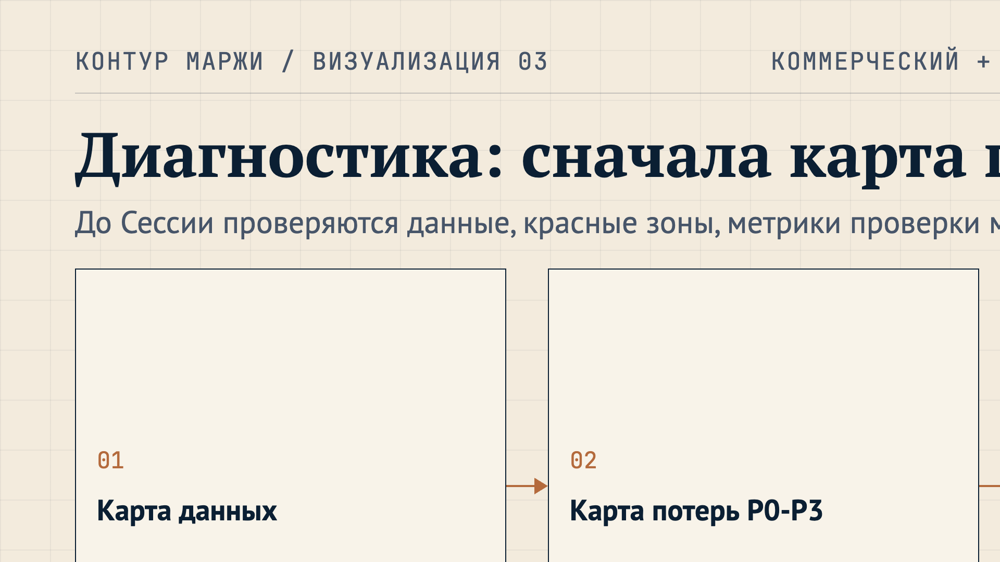 КОНТУР МАРЖИ / ВИЗУАЛИЗАЦИЯ 03
КОММЕРЧЕСКИЙ +
Диагностика: сначала карта
До Сессии проверяются данные, красные зоны, метрики проверки
01
Карта данных
02
Карта потерь P0-P3